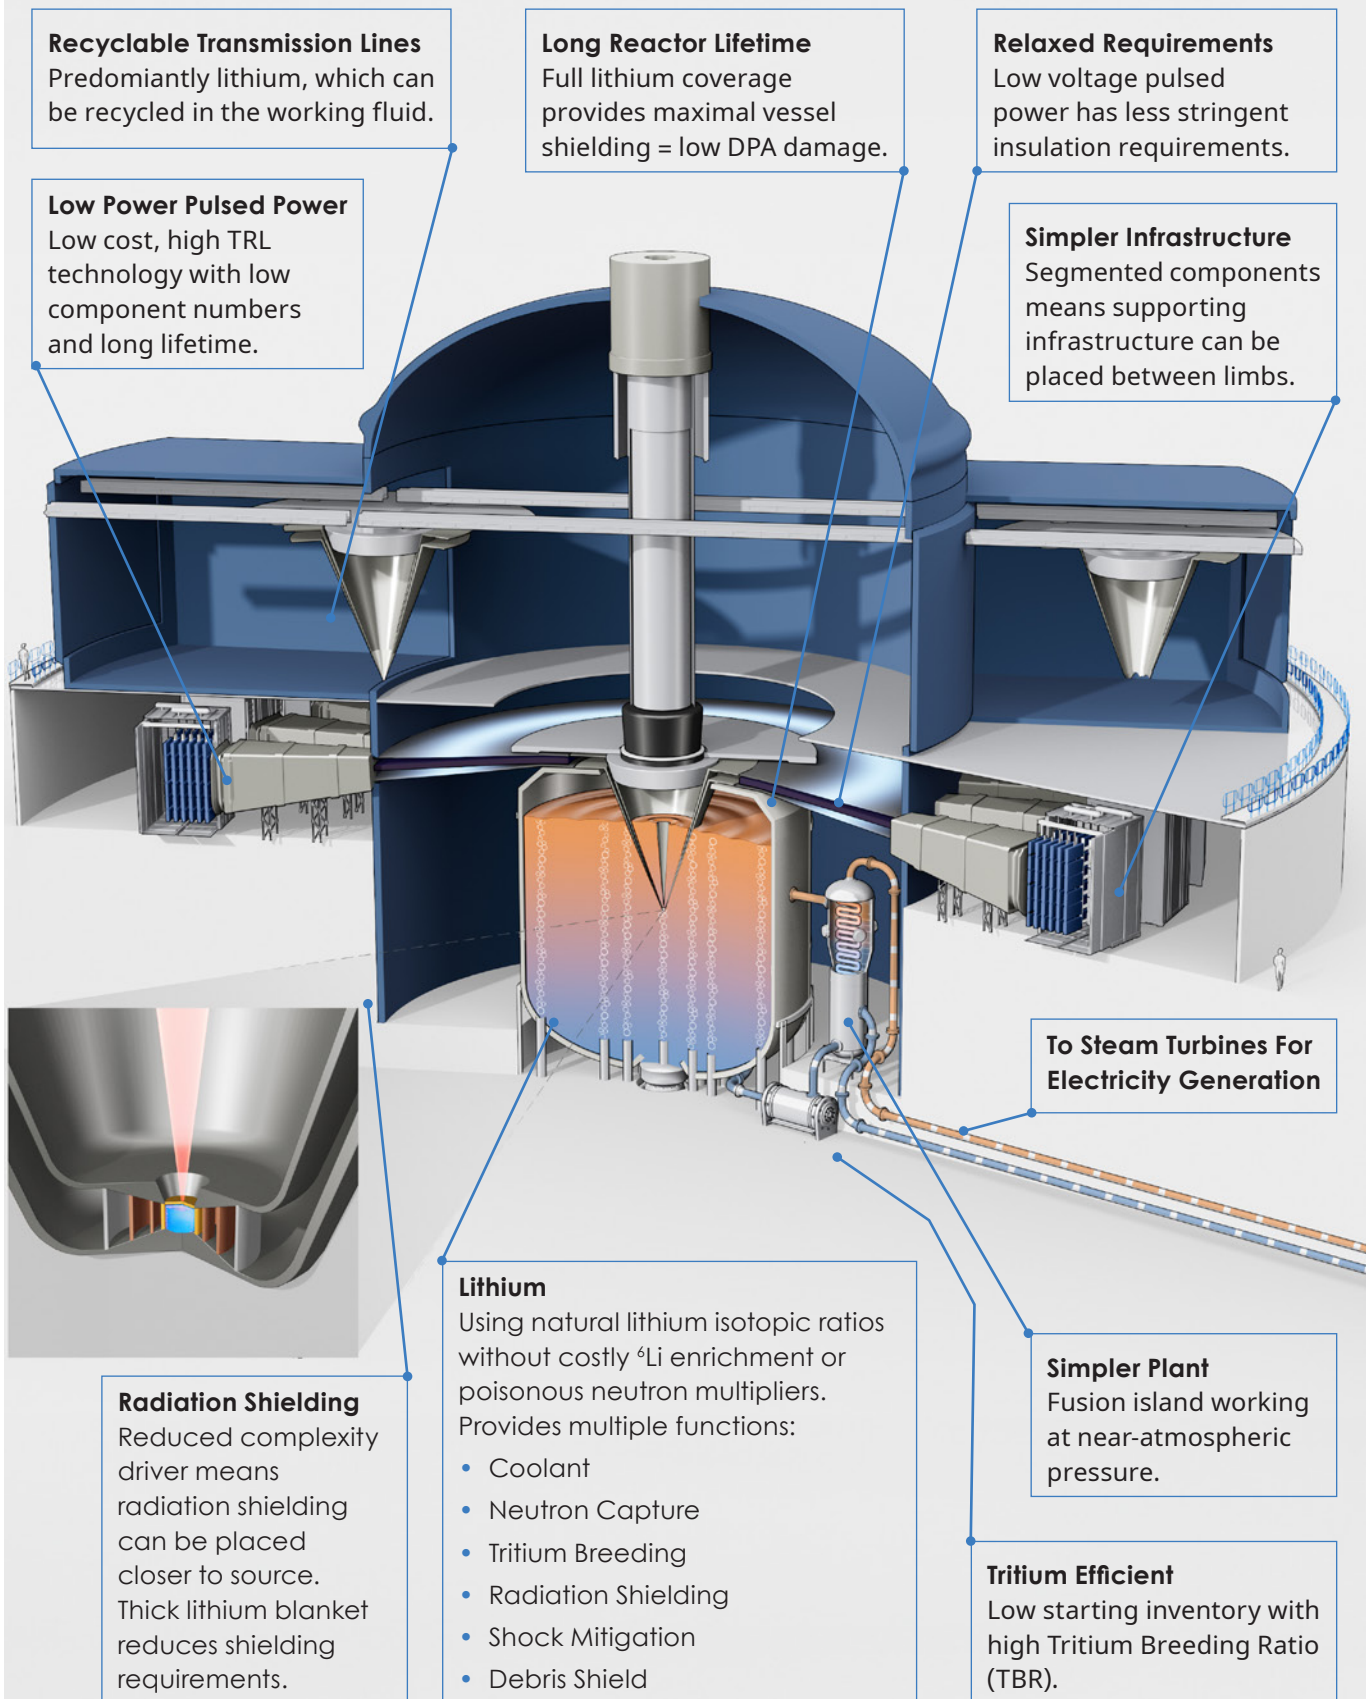 Recyclable Transmission Lines
Predomiantly lithium, which can
be recycled in the working fluid.
Long Reactor Lifetime
Full lithium coverage
provides maximal vessel
shielding = low DPA damage.
Relaxed Requirements
Low voltage pulsed
power has less stringent
insulation requirements.
Low Power Pulsed Power
Low cost, high TRL
technology with low
component numbers
and long lifetime.
Simpler Infrastructure
Segmented components
means supporting
infrastructure can be
placed between limbs.
To Steam Turbines For
Electricity Generation
Radiation Shielding
Reduced complexity
driver means
radiation shielding
can be placed
closer to source.
Thick lithium blanket
reduces shielding
requirements.
Lithium
Using natural lithium isotopic ratios
without costly ⁶Li enrichment or
poisonous neutron multipliers.
Provides multiple functions:
• Coolant
• Neutron Capture
• Tritium Breeding
• Radiation Shielding
• Shock Mitigation
• Debris Shield
Simpler Plant
Fusion island working
at near-atmospheric
pressure.
Tritium Efficient
Low starting inventory with
high Tritium Breeding Ratio
(TBR).